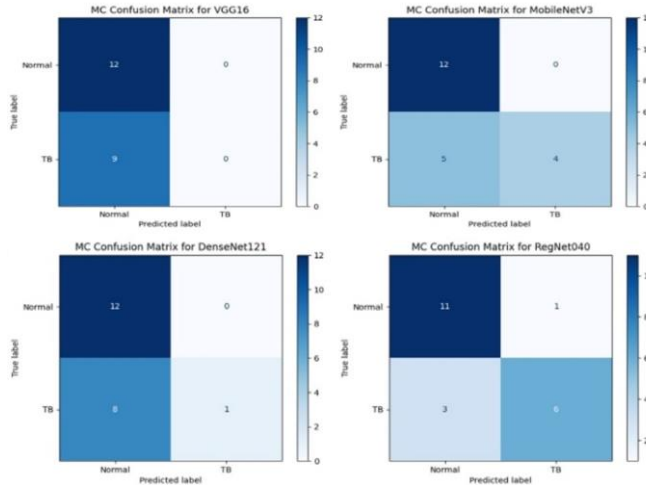 MC Confusion Matrix for VGG16
12
Normal
12
0
10
8
True label
6
4
TB
9
0
2
0
Normal
TB
Predicted label
MC Confusion Matrix for MobileNetV3
Normal
12
0
True label
TB
5
4
0
Normal
TB
Predicted label
MC Confusion Matrix for DenseNet121
12
Normal
12
0
10
8
True label
6
4
TB
8
1
2
0
Normal
TB
Predicted label
MC Confusion Matrix for RegNet040
Normal
11
1
True label
TB
3
6
Normal
TB
Predicted label